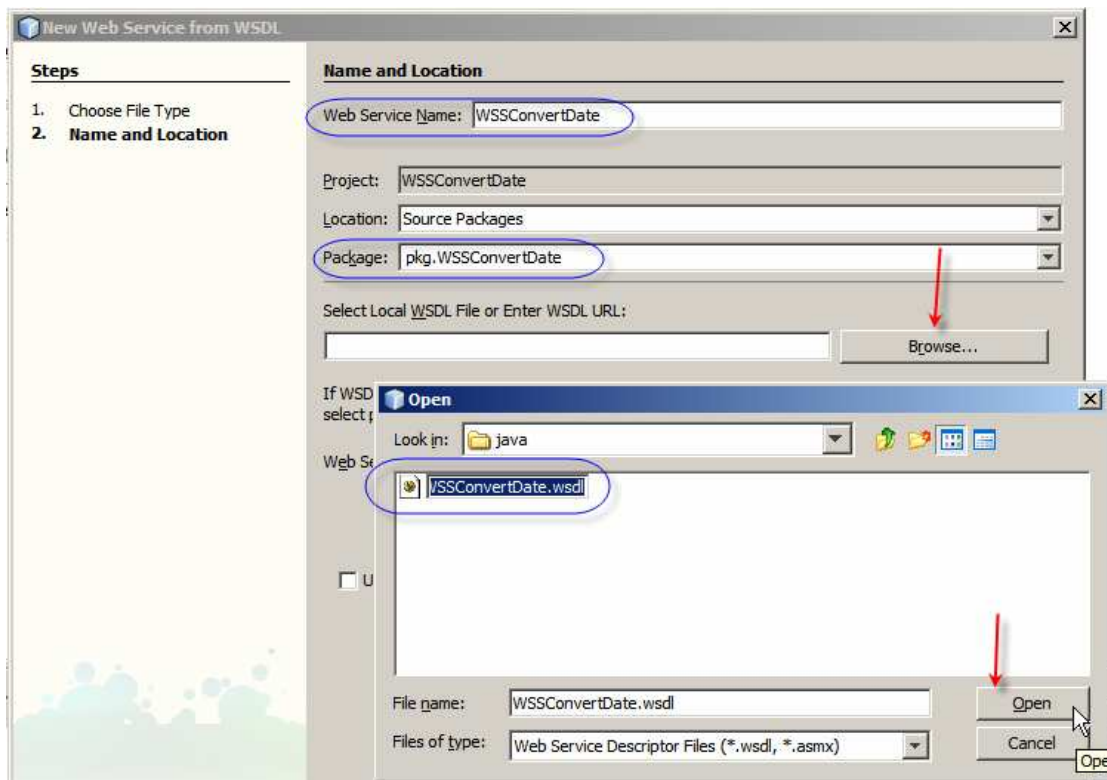 New Web Service from WSDL
Steps
1. Choose File Type
2. Name and Location
Name and Location
Web Service Name: WSSConvertDate
Project: WSSConvertDate
Location: Source Packages
Package: pkg.WSSConvertDate
Select Local WSDL File or Enter WSDL URL:
Browse...
If WSD
select
Web Se
U
Open
Look in: java
WSSConvertDate.wsdl
File name: WSSConvertDate.wsdl
Open
Files of type: Web Service Descriptor Files (*.wsdl, *.asmx)
Cancel
Ope